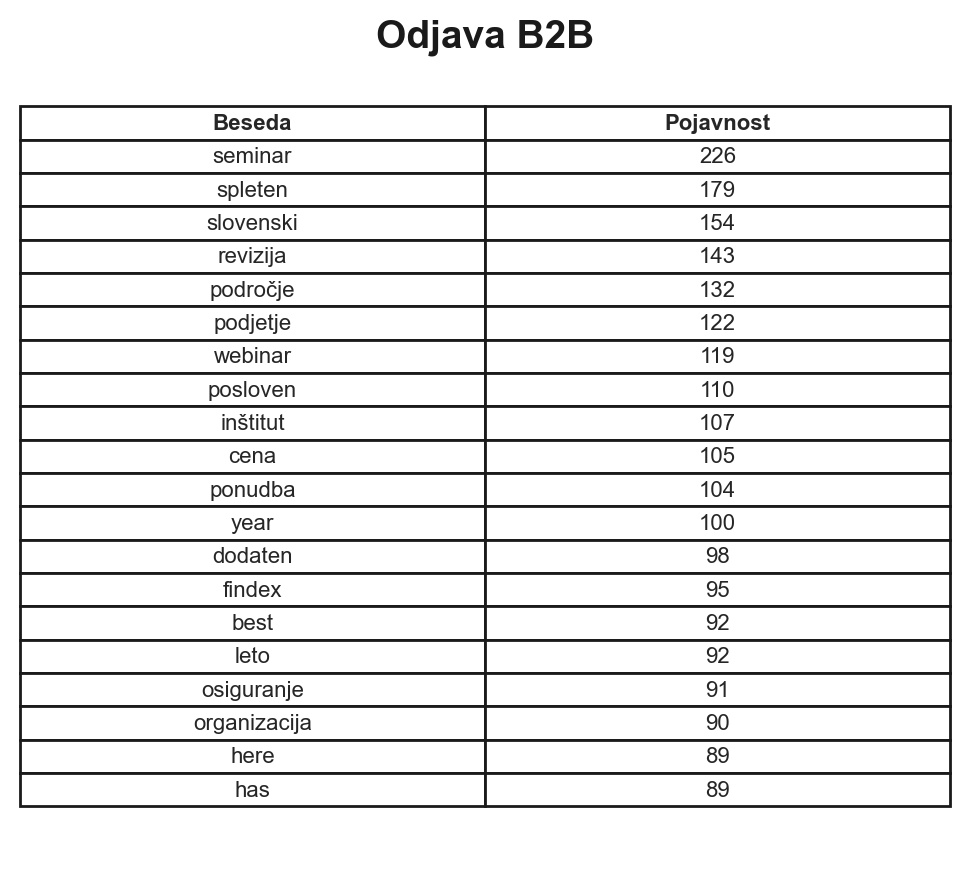 Odjava B2B
Beseda Pojavnost
seminar 226
spleten 179
slovenski 154
revizija 143
področje 132
podjetje 122
webinar 119
posloven 110
inštitut 107
cena 105
ponudba 104
year 100
dodaten 98
findex 95
best 92
leto 92
osiguranje 91
organizacija 90
here 89
has 89